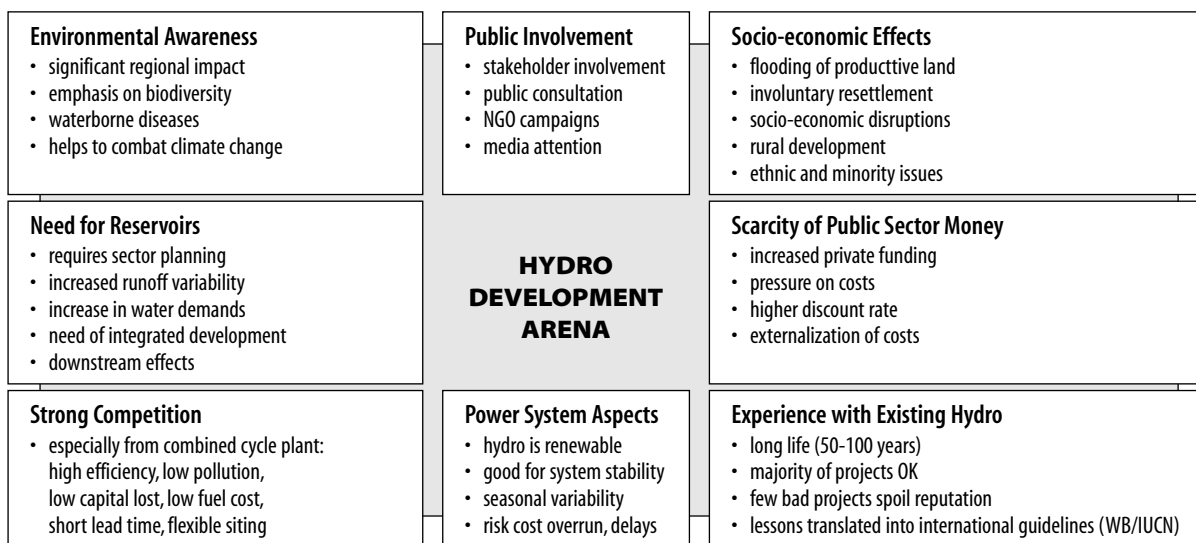 Environmental Awareness
• significant regional impact
• emphasis on biodiversity
• waterborne diseases
• helps to combat climate change
Public Involvement
• stakeholder involvement
• public consultation
• NGO campaigns
• media attention
Socio-economic Effects
• flooding of producttive land
• involuntary resettlement
• socio-economic disruptions
• rural development
• ethnic and minority issues
Need for Reservoirs
• requires sector planning
• increased runoff variability
• increase in water demands
• need of integrated development
• downstream effects
HYDRO
DEVELOPMENT
ARENA
Scarcity of Public Sector Money
• increased private funding
• pressure on costs
• higher discount rate
• externalization of costs
Strong Competition
• especially from combined cycle plant:
high efficiency, low pollution,
low capital lost, low fuel cost,
short lead time, flexible siting
Power System Aspects
• hydro is renewable
• good for system stability
• seasonal variability
• risk cost overrun, delays
Experience with Existing Hydro
• long life (50-100 years)
• majority of projects OK
• few bad projects spoil reputation
• lessons translated into international guidelines (WB/IUCN)